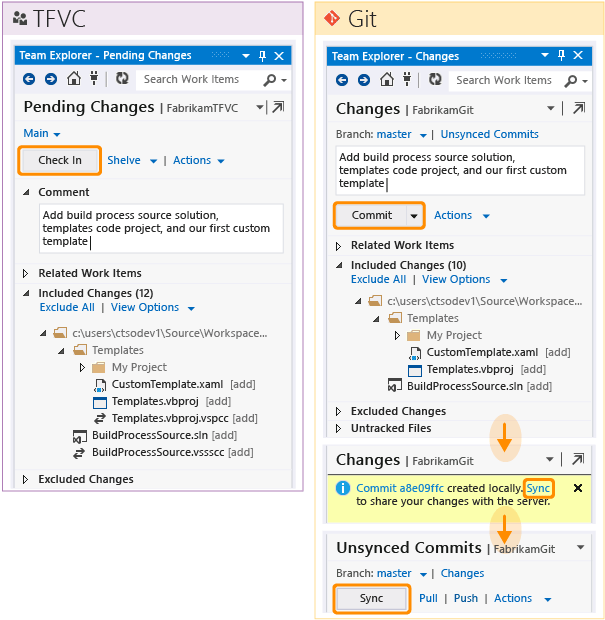 TFVC
Team Explorer - Pending Changes
Search Work Items
Pending Changes | FabrikamTFVC
Main
Check In Shelve | Actions
Comment
Add build process source solution,
templates code project, and our first custom
template
Related Work Items
Included Changes (12)
Exclude All | View Options
c:\users\ctsodev1\Source\Workspace...
Templates
My Project
CustomTemplate.xaml [add]
Templates.vbproj [add]
Templates.vbproj.vspcc [add]
BuildProcessSource.sln [add]
BuildProcessSource.vssscc [add]
Excluded Changes
Git
Team Explorer - Changes
Search Work Items
Changes | FabrikamGit
Branch: master | Unsynced Commits
Add build process source solution,
templates code project, and our first custom
template
Commit Actions
Related Work Items
Included Changes (10)
Exclude All | View Options
c:\users\ctsodev1\Source\Workspace...
Templates
My Project
CustomTemplate.xaml [add]
Templates.vbproj [add]
BuildProcessSource.sln [add]
Excluded Changes
Untracked Files
Changes | FabrikamGit
Commit a8e09ffc created locally. Sync
to share your changes with the server.
Unsynced Commits | FabrikamGit
Branch: master | Changes
Sync Pull | Push | Actions